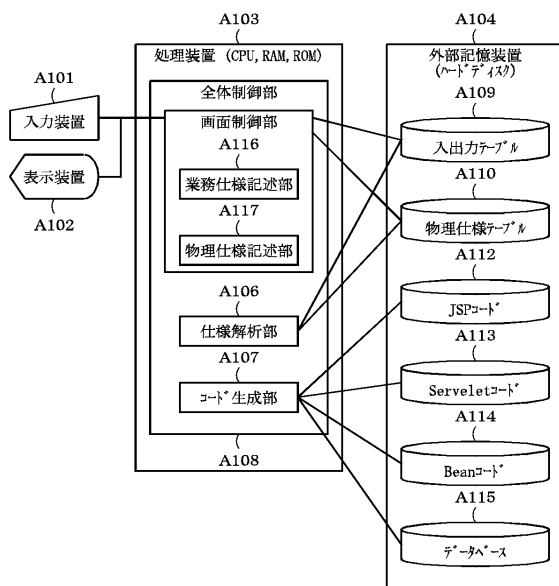 A103
A104
処理装置 (CPU,RAM,ROM)
外部記憶装置
(ハードディスク)
全体制御部
A101
入力装置
画面制御部
A109
入出力テーブル
A116
業務仕様記述部
表示装置
A102
A110
物理仕様テーブル
A117
物理仕様記述部
A112
JSPコード
A106
仕様解析部
A113
Serveletコード
A107
コード生成部
A114
Beanコード
A108
A115
データベース